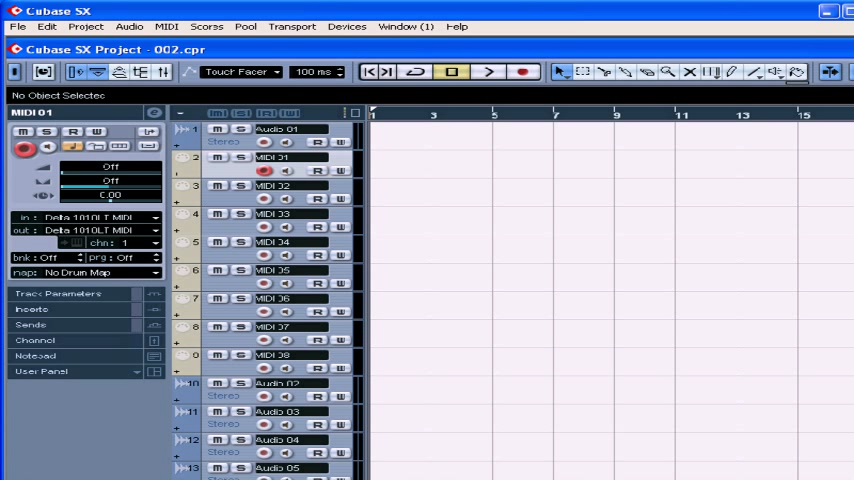 Cubase SX
File Edit Project Audio MIDI Scores Pool Transport Devices Window (1) Help
Cubase SX Project - 002.cpr
Touch Facer 100 ms
No Object Selected
MIDI 01
1 3 5 7 9 11 13 15
m S R W
Off
Off
0.00
in : Delta 1010LT MIDI
out : Delta 1010LT MIDI
chn: 1
bnk : Off prg : Off
map: No Drum Map
Track Parameters
Inserts
Sends
Channel
Notepad
User Panel
1 m S Audio 01
Stereo R W
2 m S MIDI 01
R W
3 m S MIDI 02
R W
4 m S MIDI 03
R W
5 m S MIDI 04
R W
6 m S MIDI 05
R W
7 m S MIDI 06
R W
8 m S MIDI 07
R W
9 m S MIDI 08
R W
10 m S Audio 02
Stereo R W
11 m S Audio 03
Stereo R W
12 m S Audio 04
Stereo R W
13 m S Audio 05